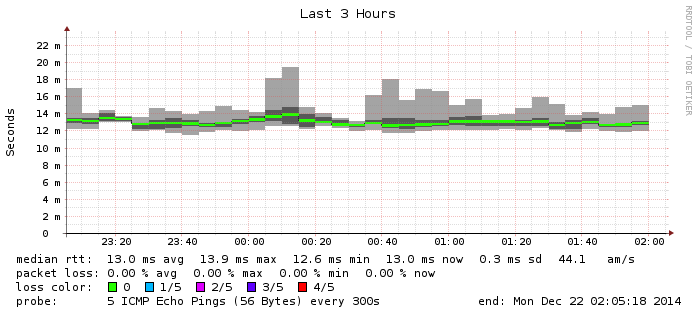 Last 3 Hours
RRDTOOL / TOBI OETIKER
Seconds
22 m
20 m
18 m
16 m
14 m
12 m
10 m
8 m
6 m
4 m
2 m
0
23:20 23:40 00:00 00:20 00:40 01:00 01:20 01:40 02:00
median rtt: 13.0 ms avg 13.9 ms max 12.6 ms min 13.0 ms now 0.3 ms sd 44.1 am/s
packet loss: 0.00 % avg 0.00 % max 0.00 % min 0.00 % now
loss color: 0 1/5 2/5 3/5 4/5
probe: 5 ICMP Echo Pings (56 Bytes) every 300s end: Mon Dec 22 02:05:18 2014